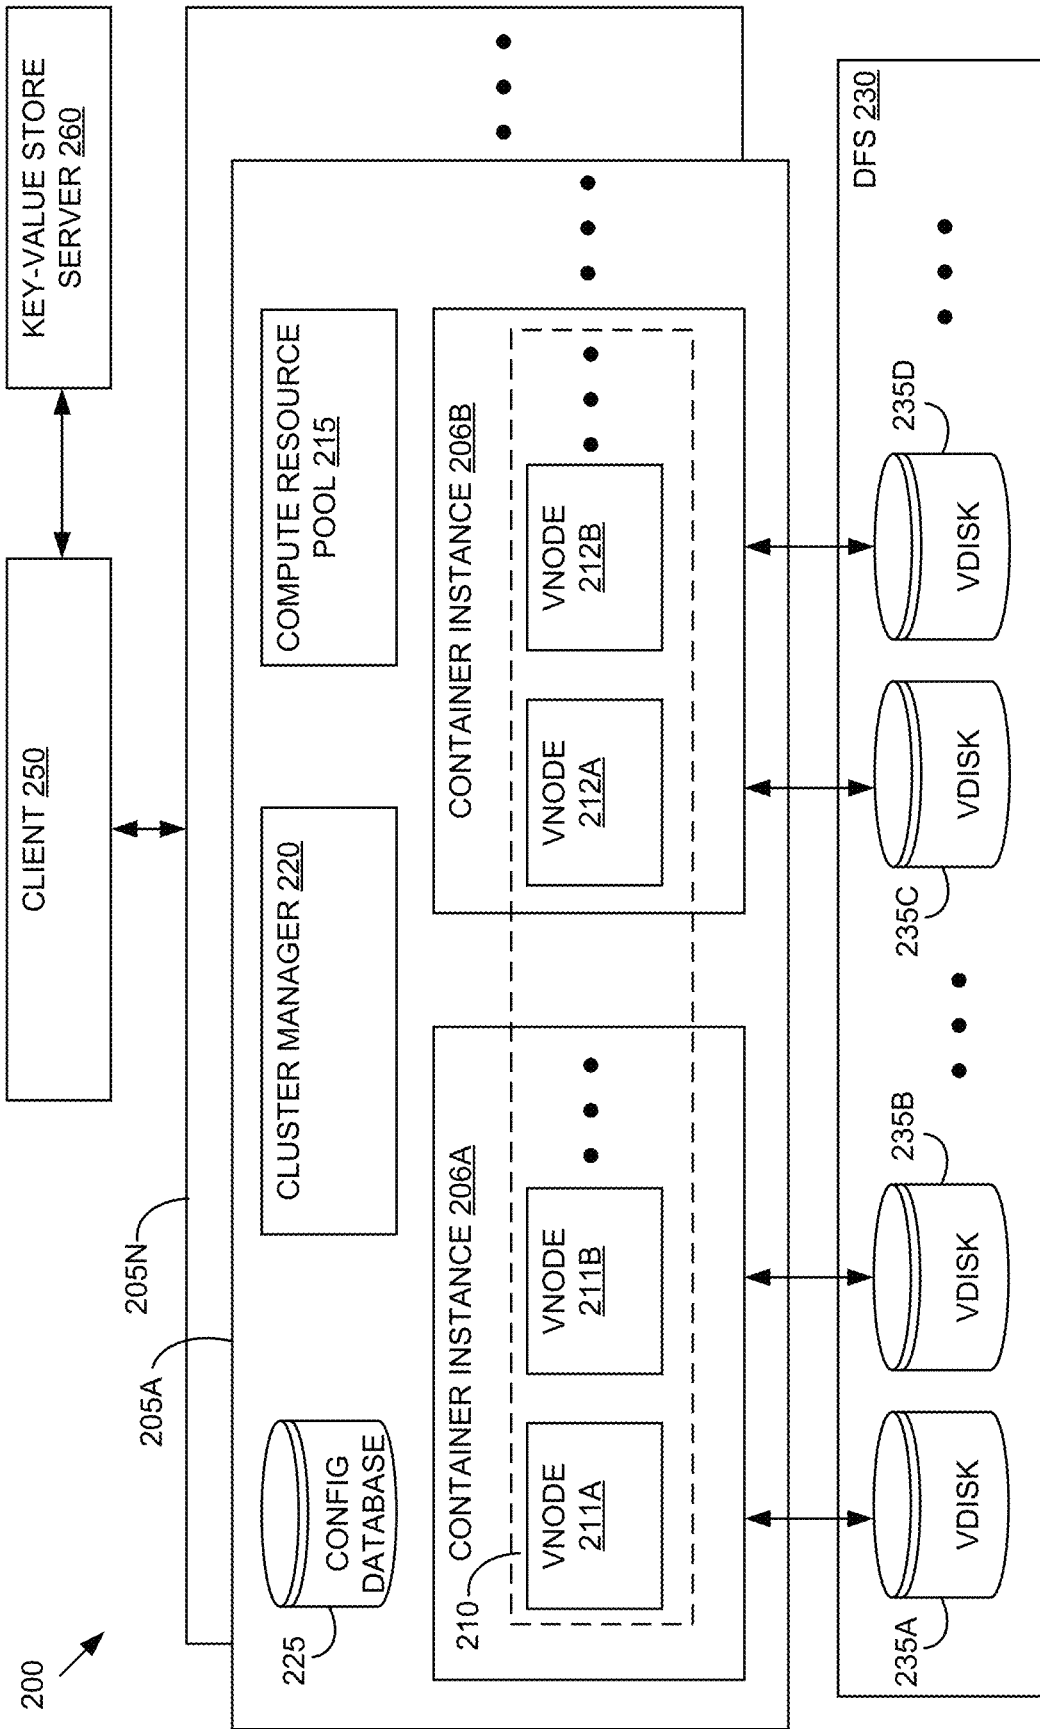 200
CLIENT 250
KEY-VALUE STORE
SERVER 260
205N
205A
225
CONFIG
DATABASE
CLUSTER MANAGER 220
COMPUTE RESOURCE
POOL 215
210
CONTAINER INSTANCE 206A
VNODE
211A
VNODE
211B
CONTAINER INSTANCE 206B
VNODE
212A
VNODE
212B
DFS 230
235A
VDISK
235B
VDISK
235C
VDISK
235D
VDISK